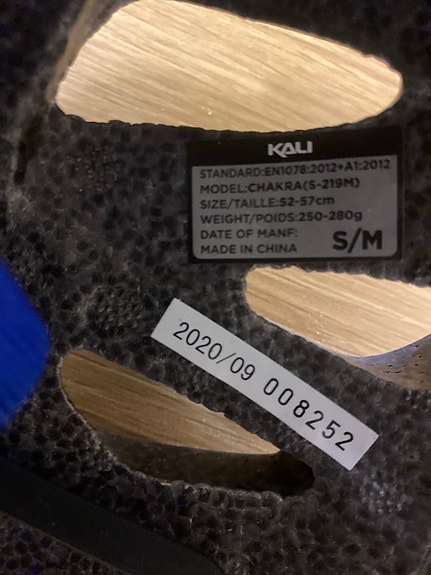 KALI
STANDARD:EN1078:2012+A1:2012
MODEL:CHAKRA(S-219M)
SIZE/TAILLE:52-57cm
WEIGHT/POIDS:250-280g
DATE OF MANF:
MADE IN CHINA
S/M
2020/09 008252